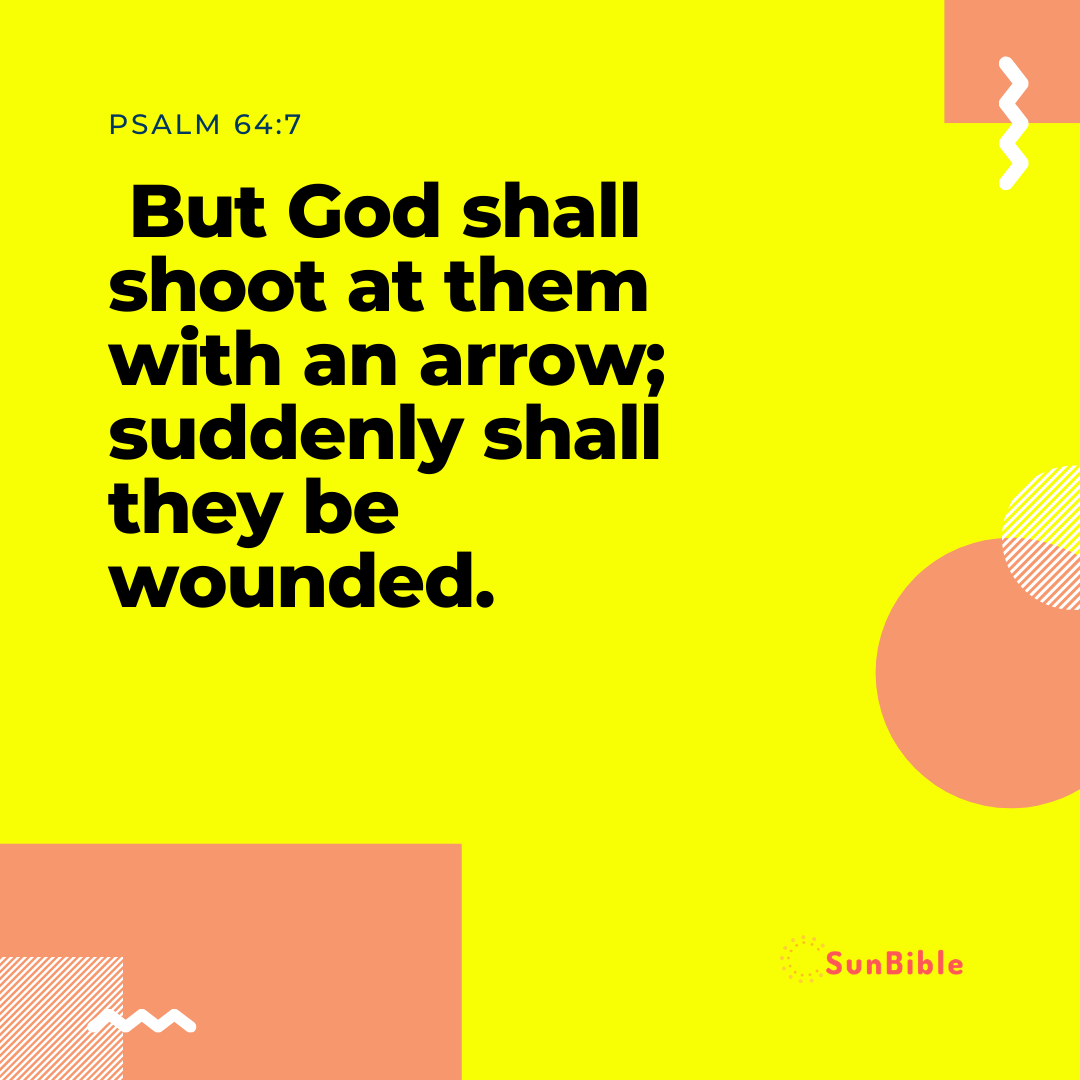 PSALM 64:7
But God shall
shoot at them
with an arrow;
suddenly shall
they be
wounded.
SunBible